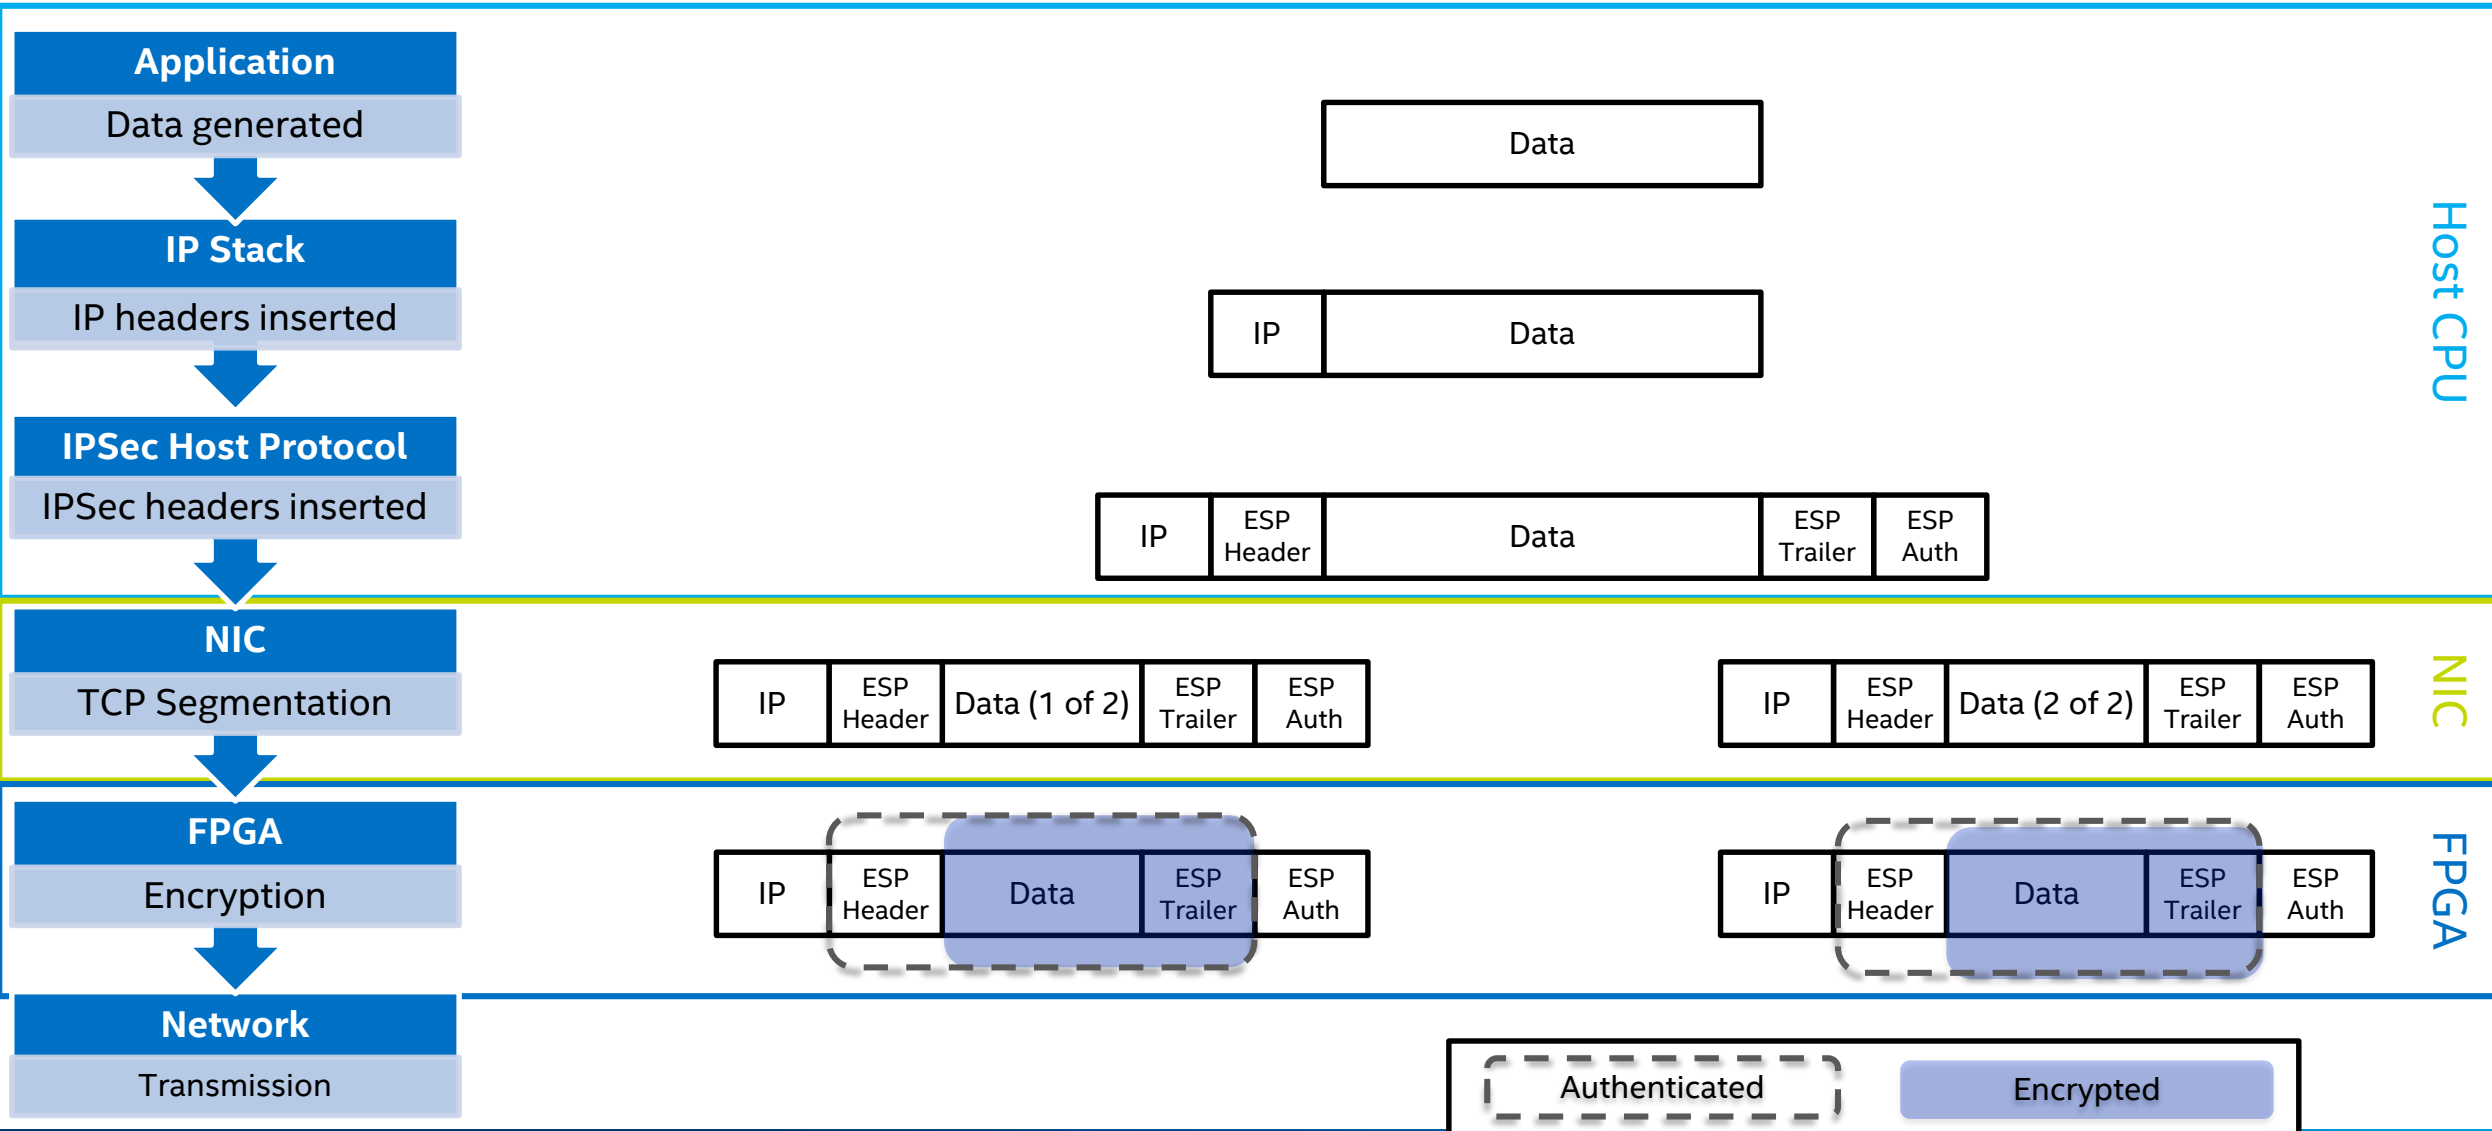 Application
Data generated
Data
IP Stack
IP headers inserted
IP Data
Host CPU
IPSec Host Protocol
IPSec headers inserted
IP ESP Header Data ESP Trailer ESP Auth
NIC
TCP Segmentation
IP ESP Header Data (1 of 2) ESP Trailer ESP Auth
IP ESP Header Data (2 of 2) ESP Trailer ESP Auth
NIC
FPGA
Encryption
IP ESP Header Data ESP Trailer ESP Auth
IP ESP Header Data ESP Trailer ESP Auth
FPGA
Network
Transmission
Authenticated
Encrypted